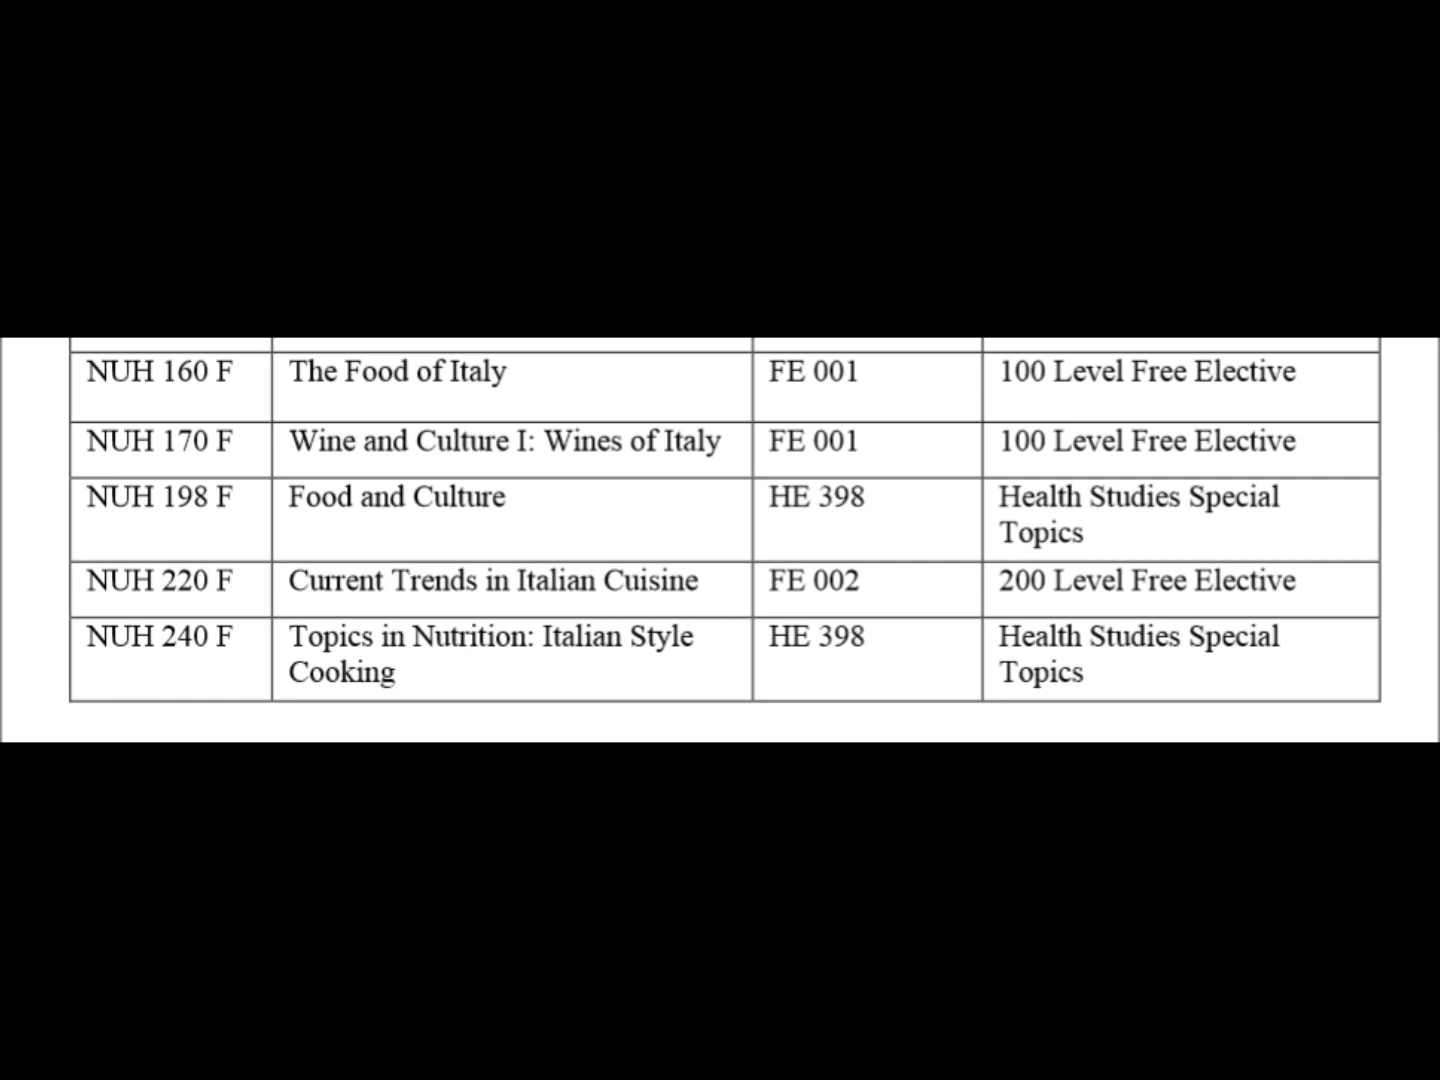 NUH 160 F The Food of Italy FE 001 100 Level Free Elective
NUH 170 F Wine and Culture I: Wines of Italy FE 001 100 Level Free Elective
NUH 198 F Food and Culture HE 398 Health Studies Special
Topics
NUH 220 F Current Trends in Italian Cuisine FE 002 200 Level Free Elective
NUH 240 F Topics in Nutrition: Italian Style HE 398 Health Studies Special
Cooking Topics